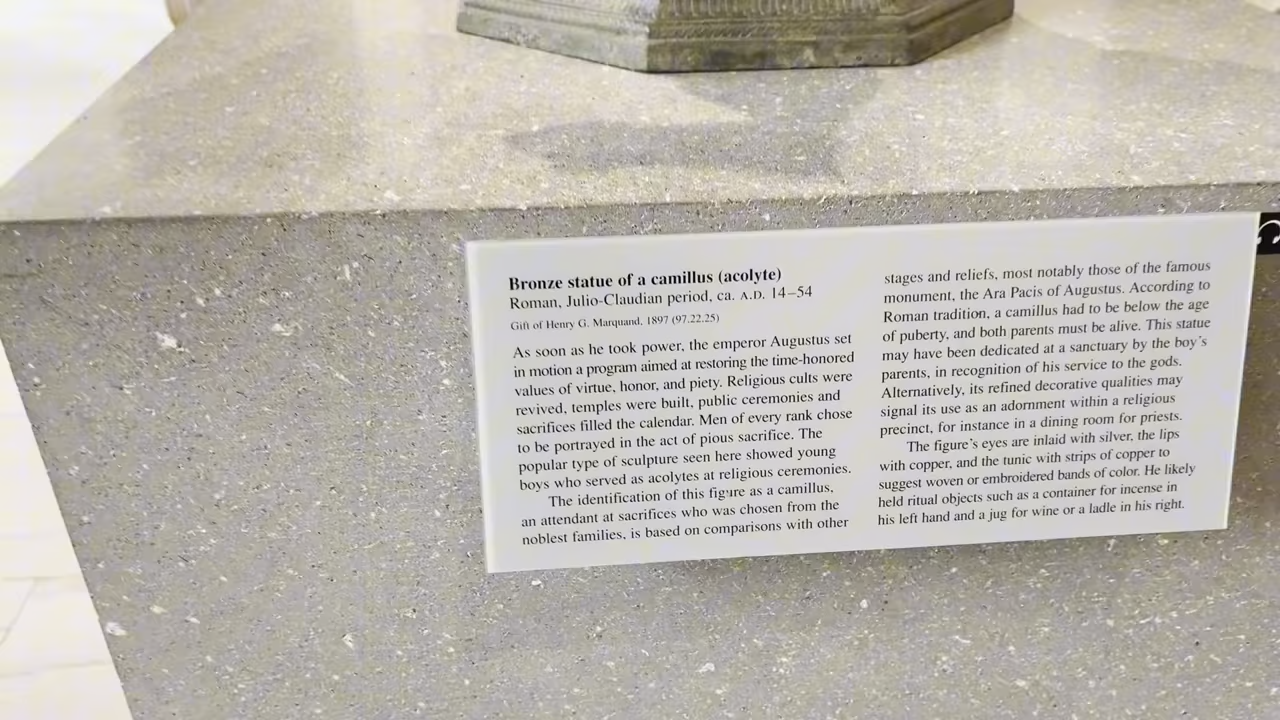 Bronze statue of a camillus (acolyte)
Roman, Julio-Claudian period, ca. A.D. 14–54
Gift of Henry G. Marquand, 1897 (97.22.25)
As soon as he took power, the emperor Augustus set
in motion a program aimed at restoring the time-honored
values of virtue, honor, and piety. Religious cults were
revived, temples were built, public ceremonies and
sacrifices filled the calendar. Men of every rank chose
to be portrayed in the act of pious sacrifice. The
popular type of sculpture seen here showed young
boys who served as acolytes at religious ceremonies.
The identification of this figure as a camillus,
an attendant at sacrifices who was chosen from the
noblest families, is based on comparisons with other
stages and reliefs, most notably those of the famous
monument, the Ara Pacis of Augustus. According to
Roman tradition, a camillus had to be below the age
of puberty, and both parents must be alive. This statue
may have been dedicated at a sanctuary by the boy's
parents, in recognition of his service to the gods.
Alternatively, its refined decorative qualities may
signal its use as an adornment within a religious
precinct, for instance in a dining room for priests.
The figure's eyes are inlaid with silver, the lips
with copper, and the tunic with strips of copper to
suggest woven or embroidered bands of color. He likely
held ritual objects such as a container for incense in
his left hand and a jug for wine or a ladle in his right.